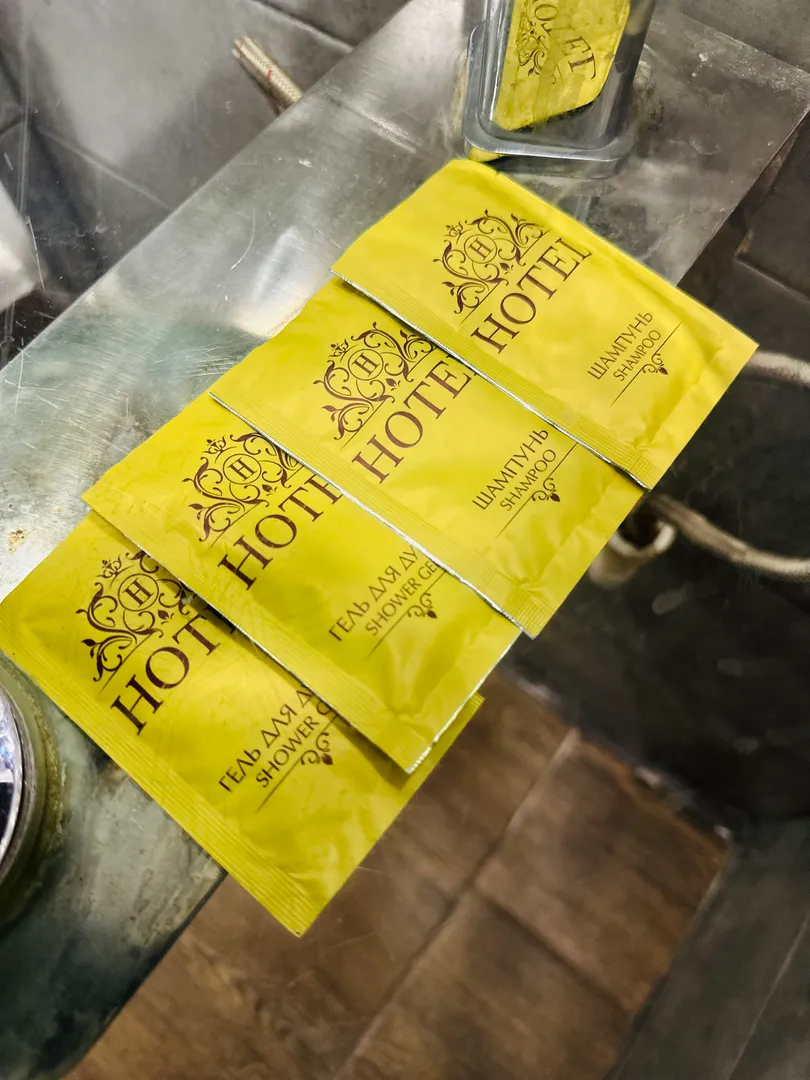 H
HOTEL
ШАМПУНЬ
SHAMPOO
H
HOTE
ШАМПУНЬ
SHAMPOO
H
HOTE
ГЕЛЬ ДЛЯ ДУ
SHOWER GE
H
HOT
ГЕЛЬ ДЛЯ Д
SHOWER G